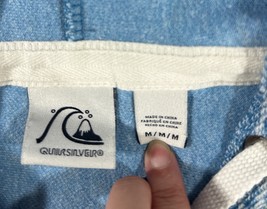 QUIKSILVER®
MADE IN CHINA
FABRIQUÉ EN CHINE
HECHO EN CHINA
M/M/M